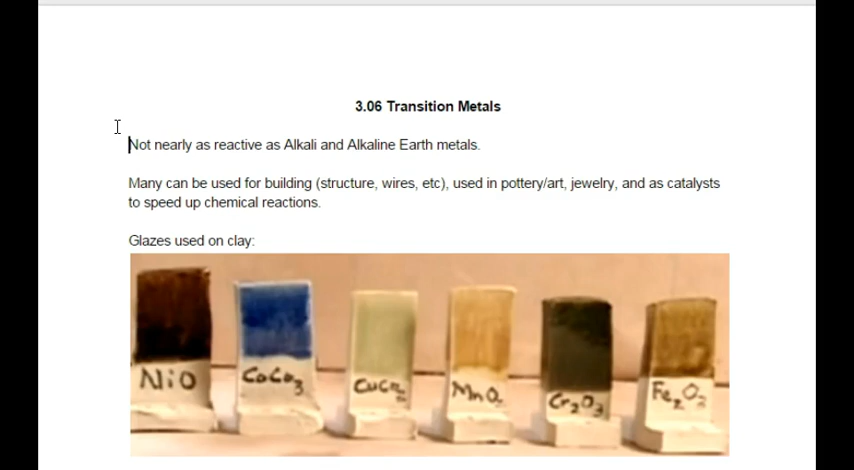 3.06 Transition Metals
Not nearly as reactive as Alkali and Alkaline Earth metals.
Many can be used for building (structure, wires, etc), used in pottery/art, jewelry, and as catalysts
to speed up chemical reactions.
Glazes used on clay:
NiO
CoCo₃
MnO₂
Cr₂O₃
Fe₂O₃